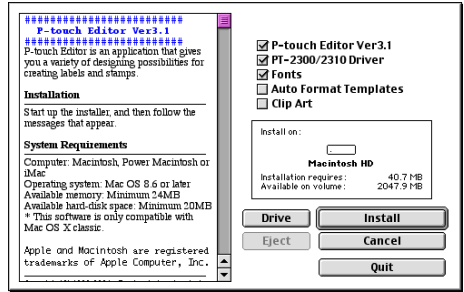 ########################
P-touch Editor Ver3.1
########################
P-touch Editor is an application that gives
you a variety of designing possibilities for
creating labels and stamps.
Installation
Start up the installer, and then follow the
messages that appear.
System Requirements
Computer: Macintosh, Power Macintosh or
iMac
Operating system: Mac OS 8.6 or later
Available memory: Minimum 24MB
Available hard-disk space: Minimum 20MB
* This software is only compatible with
Mac OS X classic.
Apple and Macintosh are registered
trademarks of Apple Computer, Inc.
P-touch Editor Ver3.1
PT-2300/2310 Driver
Fonts
Auto Format Templates
Clip Art
Install on:
Macintosh HD
Installation requires: 40.7 MB
Available on volume: 2047.9 MB
Drive
Install
Eject
Cancel
Quit